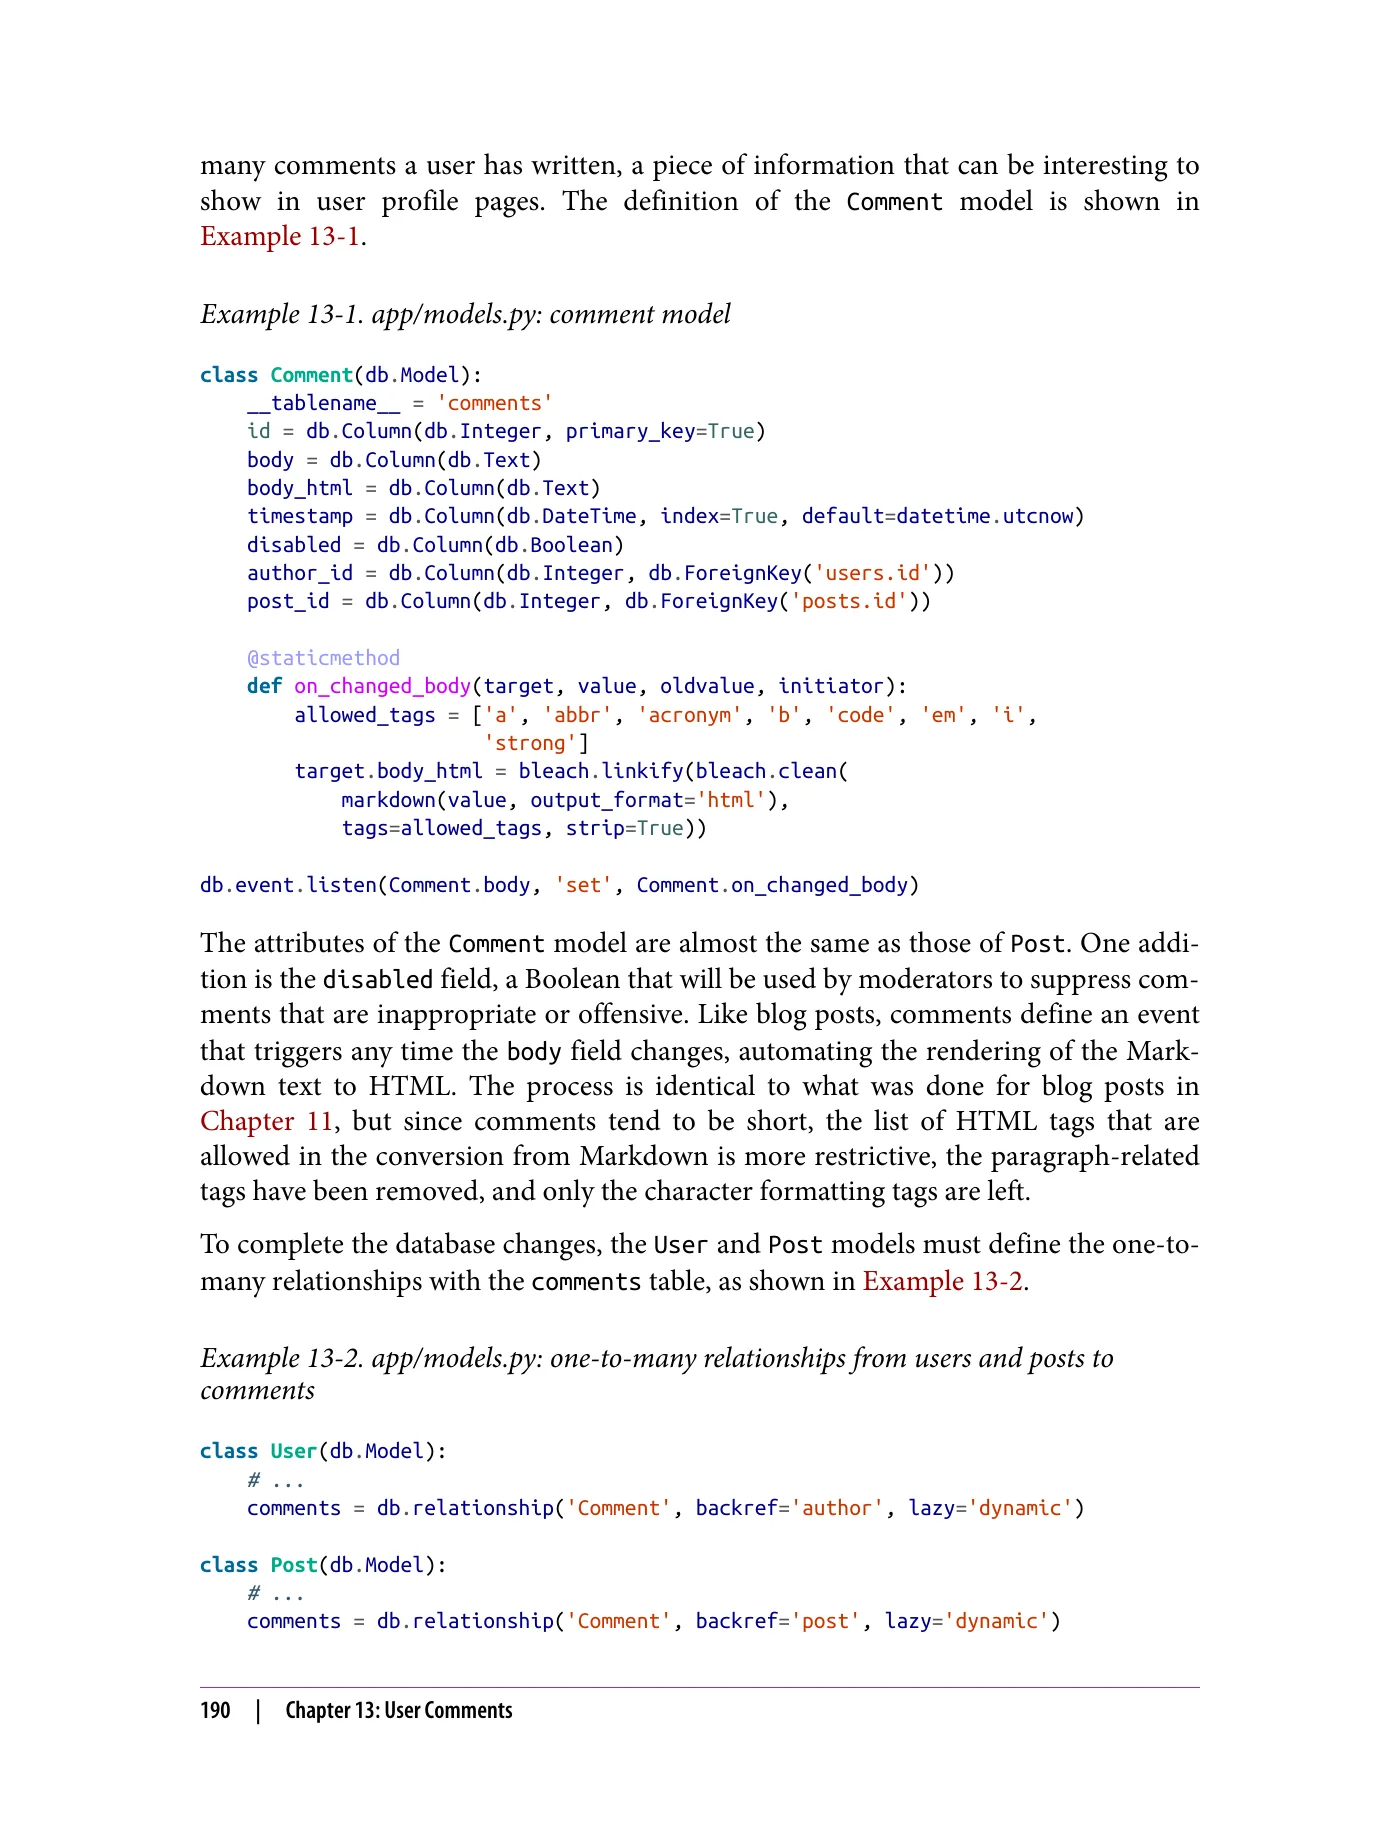 many comments a user has written, a piece of information that can be interesting to
show in user profile pages. The definition of the Comment model is shown in
Example 13-1.
Example 13-1. app/models.py: comment model
class Comment(db.Model):
    __tablename__ = 'comments'
    id = db.Column(db.Integer, primary_key=True)
    body = db.Column(db.Text)
    body_html = db.Column(db.Text)
    timestamp = db.Column(db.DateTime, index=True, default=datetime.utcnow)
    disabled = db.Column(db.Boolean)
    author_id = db.Column(db.Integer, db.ForeignKey('users.id'))
    post_id = db.Column(db.Integer, db.ForeignKey('posts.id'))
    @staticmethod
    def on_changed_body(target, value, oldvalue, initiator):
        allowed_tags = ['a', 'abbr', 'acronym', 'b', 'code', 'em', 'i',
                        'strong']
        target.body_html = bleach.linkify(bleach.clean(
            markdown(value, output_format='html'),
            tags=allowed_tags, strip=True))
db.event.listen(Comment.body, 'set', Comment.on_changed_body)
The attributes of the Comment model are almost the same as those of Post. One addi-
tion is the disabled field, a Boolean that will be used by moderators to suppress com-
ments that are inappropriate or offensive. Like blog posts, comments define an event
that triggers any time the body field changes, automating the rendering of the Mark-
down text to HTML. The process is identical to what was done for blog posts in
Chapter 11, but since comments tend to be short, the list of HTML tags that are
allowed in the conversion from Markdown is more restrictive, the paragraph-related
tags have been removed, and only the character formatting tags are left.
To complete the database changes, the User and Post models must define the one-to-
many relationships with the comments table, as shown in Example 13-2.
Example 13-2. app/models.py: one-to-many relationships from users and posts to
comments
class User(db.Model):
    # ...
    comments = db.relationship('Comment', backref='author', lazy='dynamic')
class Post(db.Model):
    # ...
    comments = db.relationship('Comment', backref='post', lazy='dynamic')
190 | Chapter 13: User Comments